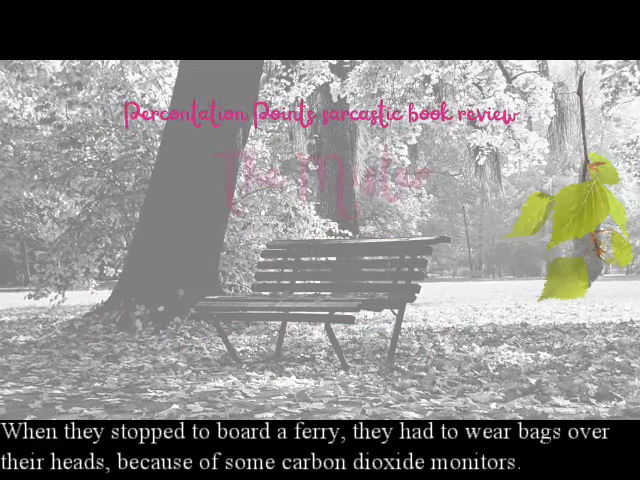 Percontation Points sarcastic book review
When they stopped to board a ferry, they had to wear bags over
their heads, because of some carbon dioxide monitors.